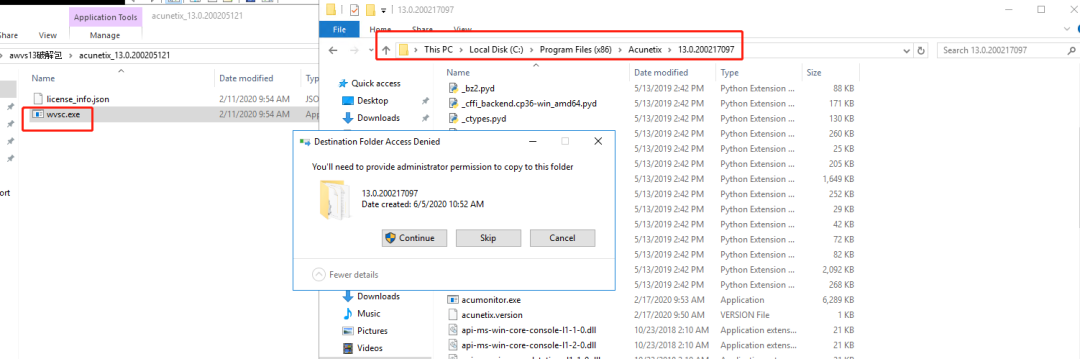 Application Tools acunetix_13.0.200205121
Share View Manage
awvs13破解包 > acunetix_13.0.200205121
Name Date modified Typ
license_info.json 2/11/2020 9:54 AM JSO
wvsc.exe 2/11/2020 9:54 AM App
ort
13.0.200217097
File Home Share View
This PC > Local Disk (C:) > Program Files (x86) > Acunetix > 13.0.200217097
Search 13.0.200217097
Quick access
Desktop
Downloads
Name Date modified Type Size
_bz2.pyd 5/13/2019 2:42 PM Python Extension ... 88 KB
_cffi_backend.cp36-win_amd64.pyd 5/13/2019 2:42 PM Python Extension ... 171 KB
_ctypes.pyd 5/13/2019 2:42 PM Python Extension ... 130 KB
5/13/2019 2:42 PM Python Extension ... 260 KB
5/13/2019 2:42 PM Python Extension ... 25 KB
5/13/2019 2:42 PM Python Extension ... 205 KB
5/13/2019 2:42 PM Python Extension ... 1,649 KB
5/13/2019 2:42 PM Python Extension ... 252 KB
5/13/2019 2:42 PM Python Extension ... 29 KB
5/13/2019 2:42 PM Python Extension ... 42 KB
5/13/2019 2:42 PM Python Extension ... 72 KB
5/13/2019 2:42 PM Python Extension ... 82 KB
5/13/2019 2:42 PM Python Extension ... 2,092 KB
5/13/2019 2:42 PM Python Extension ... 268 KB
Destination Folder Access Denied
You'll need to provide administrator permission to copy to this folder
13.0.200217097
Date created: 6/5/2020 10:52 AM
Continue Skip Cancel
Fewer details
Downloads
Music
Pictures
Videos
acumonitor.exe 2/17/2020 9:53 AM Application 6,289 KB
acunetix.version 2/17/2020 9:50 AM VERSION File 1 KB
api-ms-win-core-console-l1-1-0.dll 10/23/2018 2:10 AM Application extens... 21 KB
api-ms-win-core-console-l1-2-0.dll 10/23/2018 2:10 AM Application extens... 21 KB